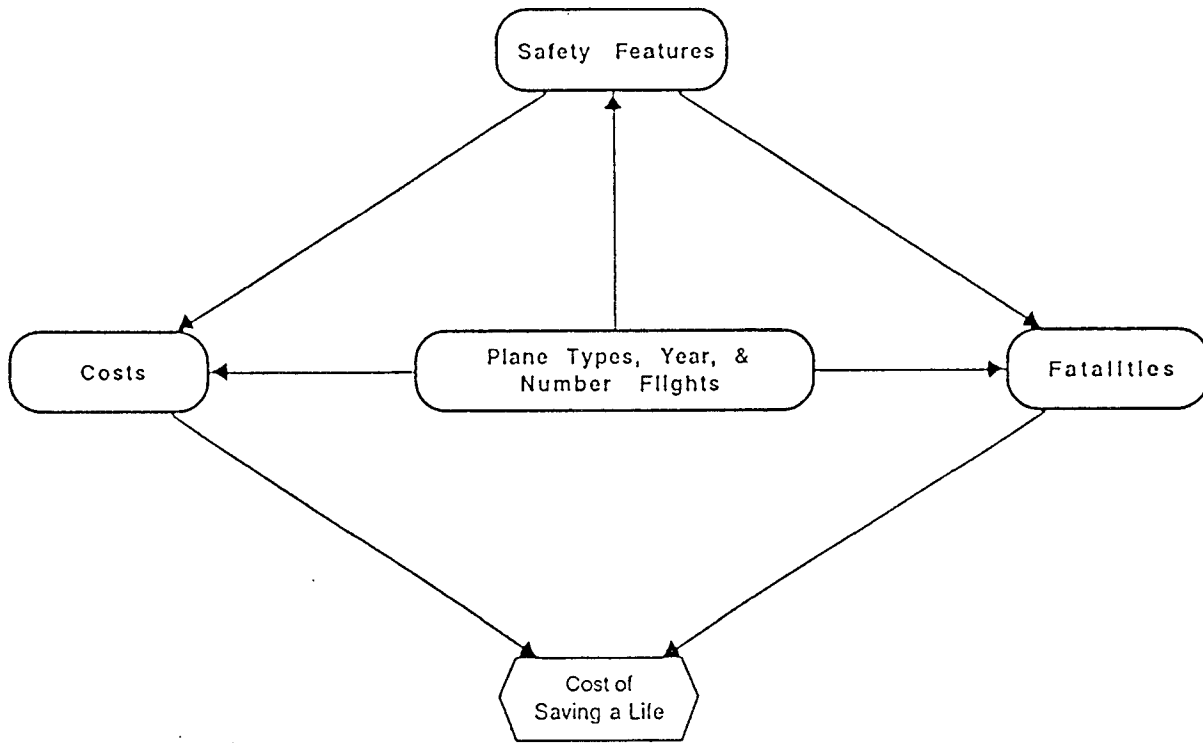 Safety Features
Plane Types, Year, &
Number Flights
Costs
Fatalities
Cost of
Saving a Life